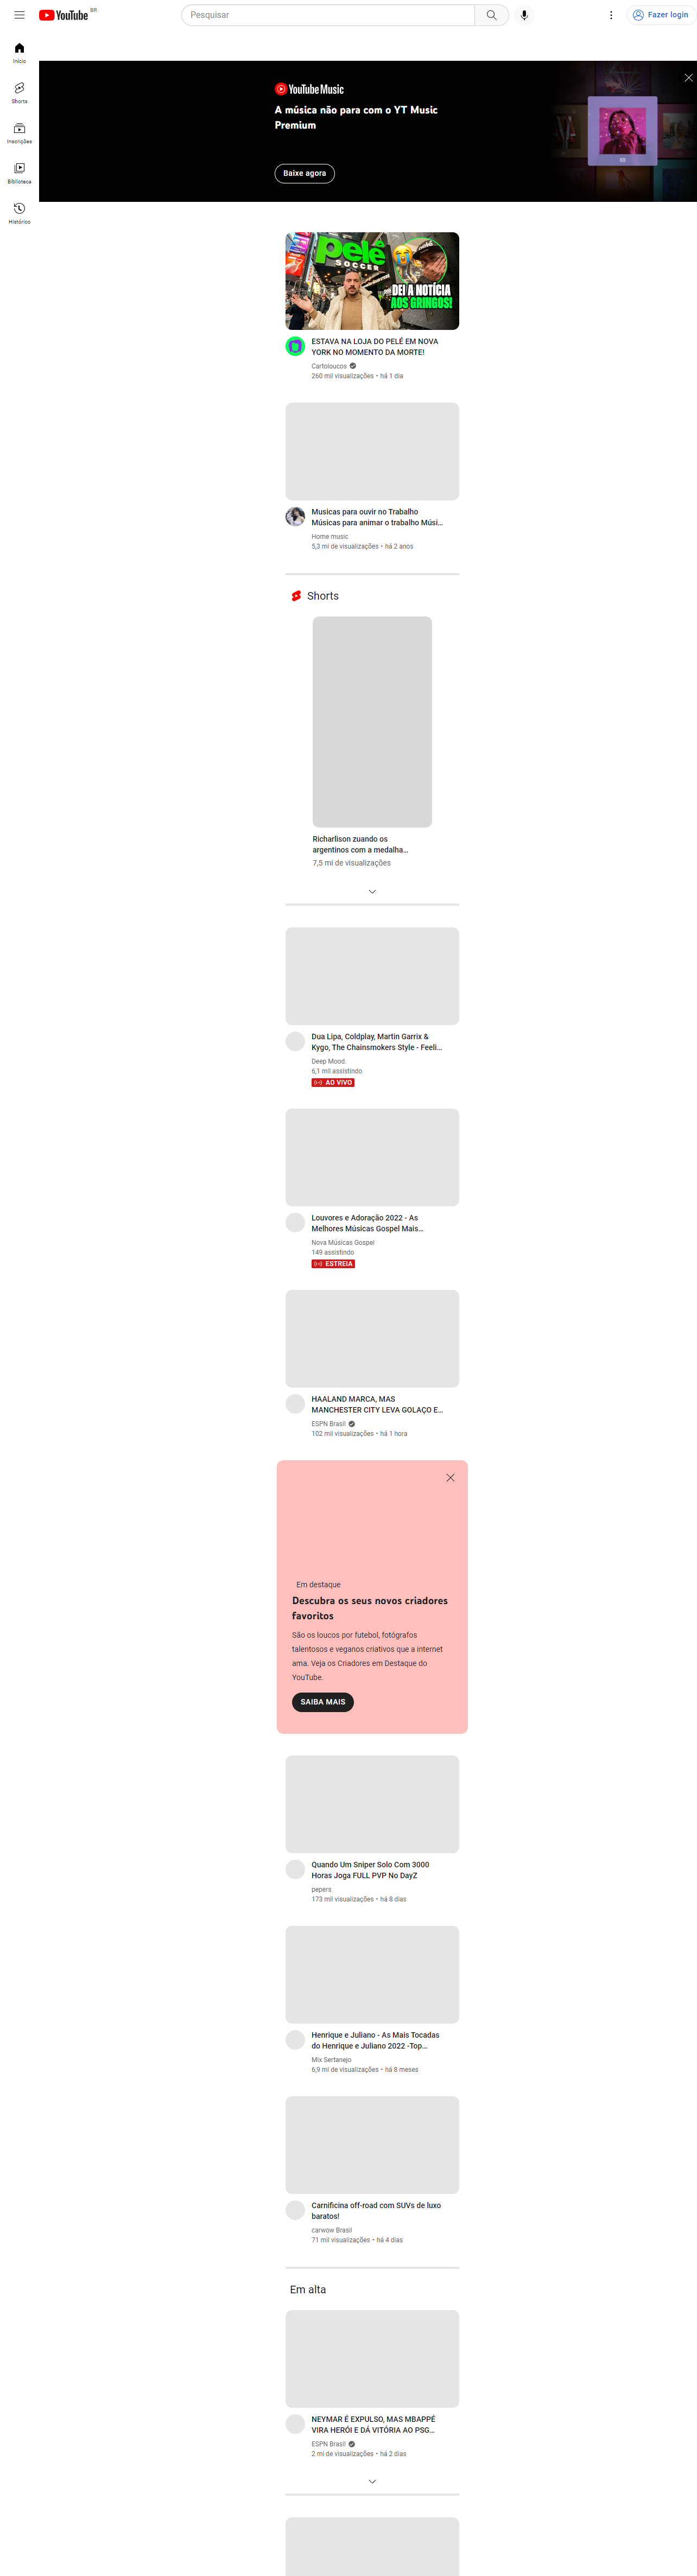 YouTube BR
Pesquisar
Fazer login
Início
Shorts
Inscrições
Biblioteca
Histórico
YouTube Music
A música não para com o YT Music
Premium
Baixe agora
pelé
SOCCER
DEI A NOTÍCIA
AOS GRINGOS!
ESTAVA NA LOJA DO PELÉ EM NOVA
YORK NO MOMENTO DA MORTE!
Cartoloucos
260 mil visualizações • há 1 dia
Musicas para ouvir no Trabalho
Músicas para animar o trabalho Músi...
Home music
5,3 mi de visualizações • há 2 anos
Shorts
Richarlison zuando os
argentinos com a medalha...
7,5 mi de visualizações
Dua Lipa, Coldplay, Martin Garrix &
Kygo, The Chainsmokers Style - Feeli...
Deep Mood.
6,1 mil assistindo
AO VIVO
Louvores e Adoração 2022 - As
Melhores Músicas Gospel Mais...
Nova Músicas Gospel
149 assistindo
ESTREIA
HAALAND MARCA, MAS
MANCHESTER CITY LEVA GOLAÇO E...
ESPN Brasil
102 mil visualizações • há 1 hora
Em destaque
Descubra os seus novos criadores
favoritos
São os loucos por futebol, fotógrafos
talentosos e veganos criativos que a internet
ama. Veja os Criadores em Destaque do
YouTube.
SAIBA MAIS
Quando Um Sniper Solo Com 3000
Horas Joga FULL PVP No DayZ
pepers
173 mil visualizações • há 8 dias
Henrique e Juliano - As Mais Tocadas
do Henrique e Juliano 2022 -Top...
Mix Sertanejo
6,9 mi de visualizações • há 8 meses
Carnificina off-road com SUVs de luxo
baratos!
carwow Brasil
71 mil visualizações • há 4 dias
Em alta
NEYMAR É EXPULSO, MAS MBAPPÉ
VIRA HERÓI E DÁ VITÓRIA AO PSG...
ESPN Brasil
2 mi de visualizações • há 2 dias